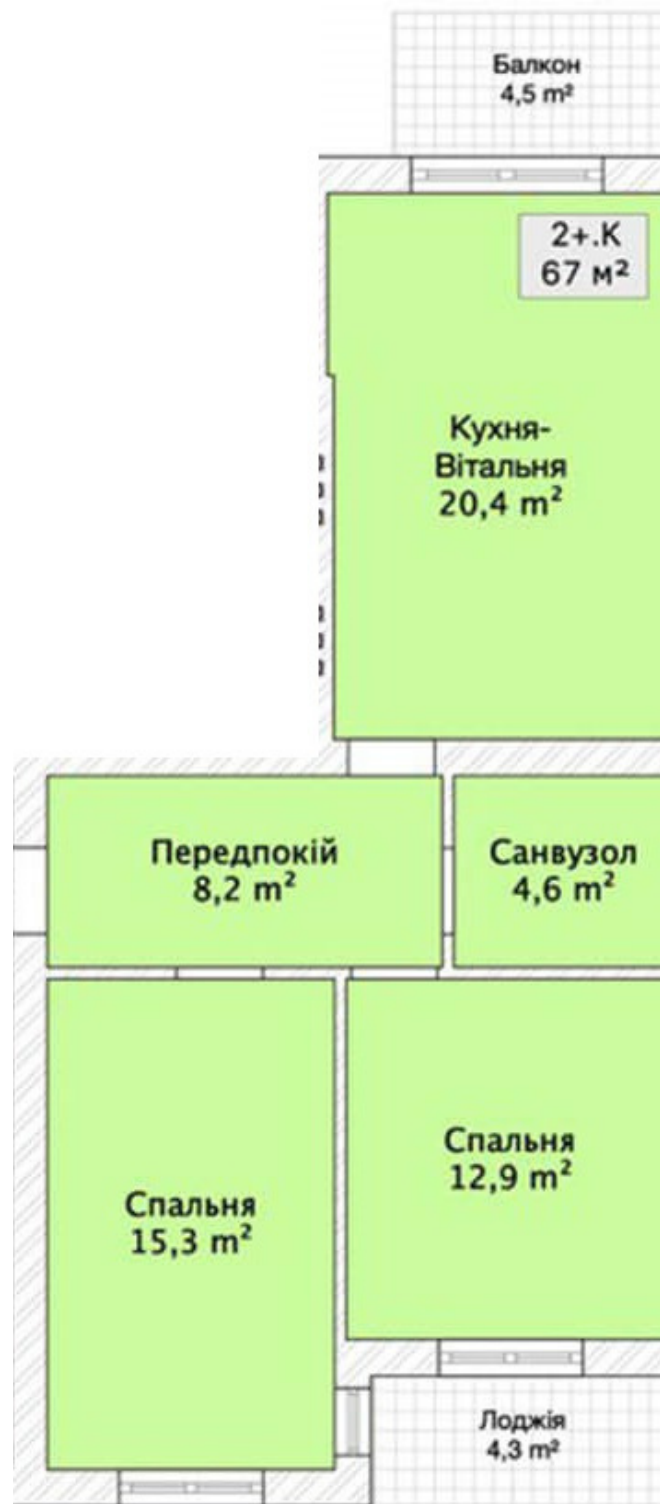 Балкон
4,5 m²
2+.К
67 м²
Кухня-
Вітальня
20,4 m²
Передпокій
8,2 m²
Санвузол
4,6 m²
Спальня
12,9 m²
Спальня
15,3 m²
Лоджія
4,3 m²